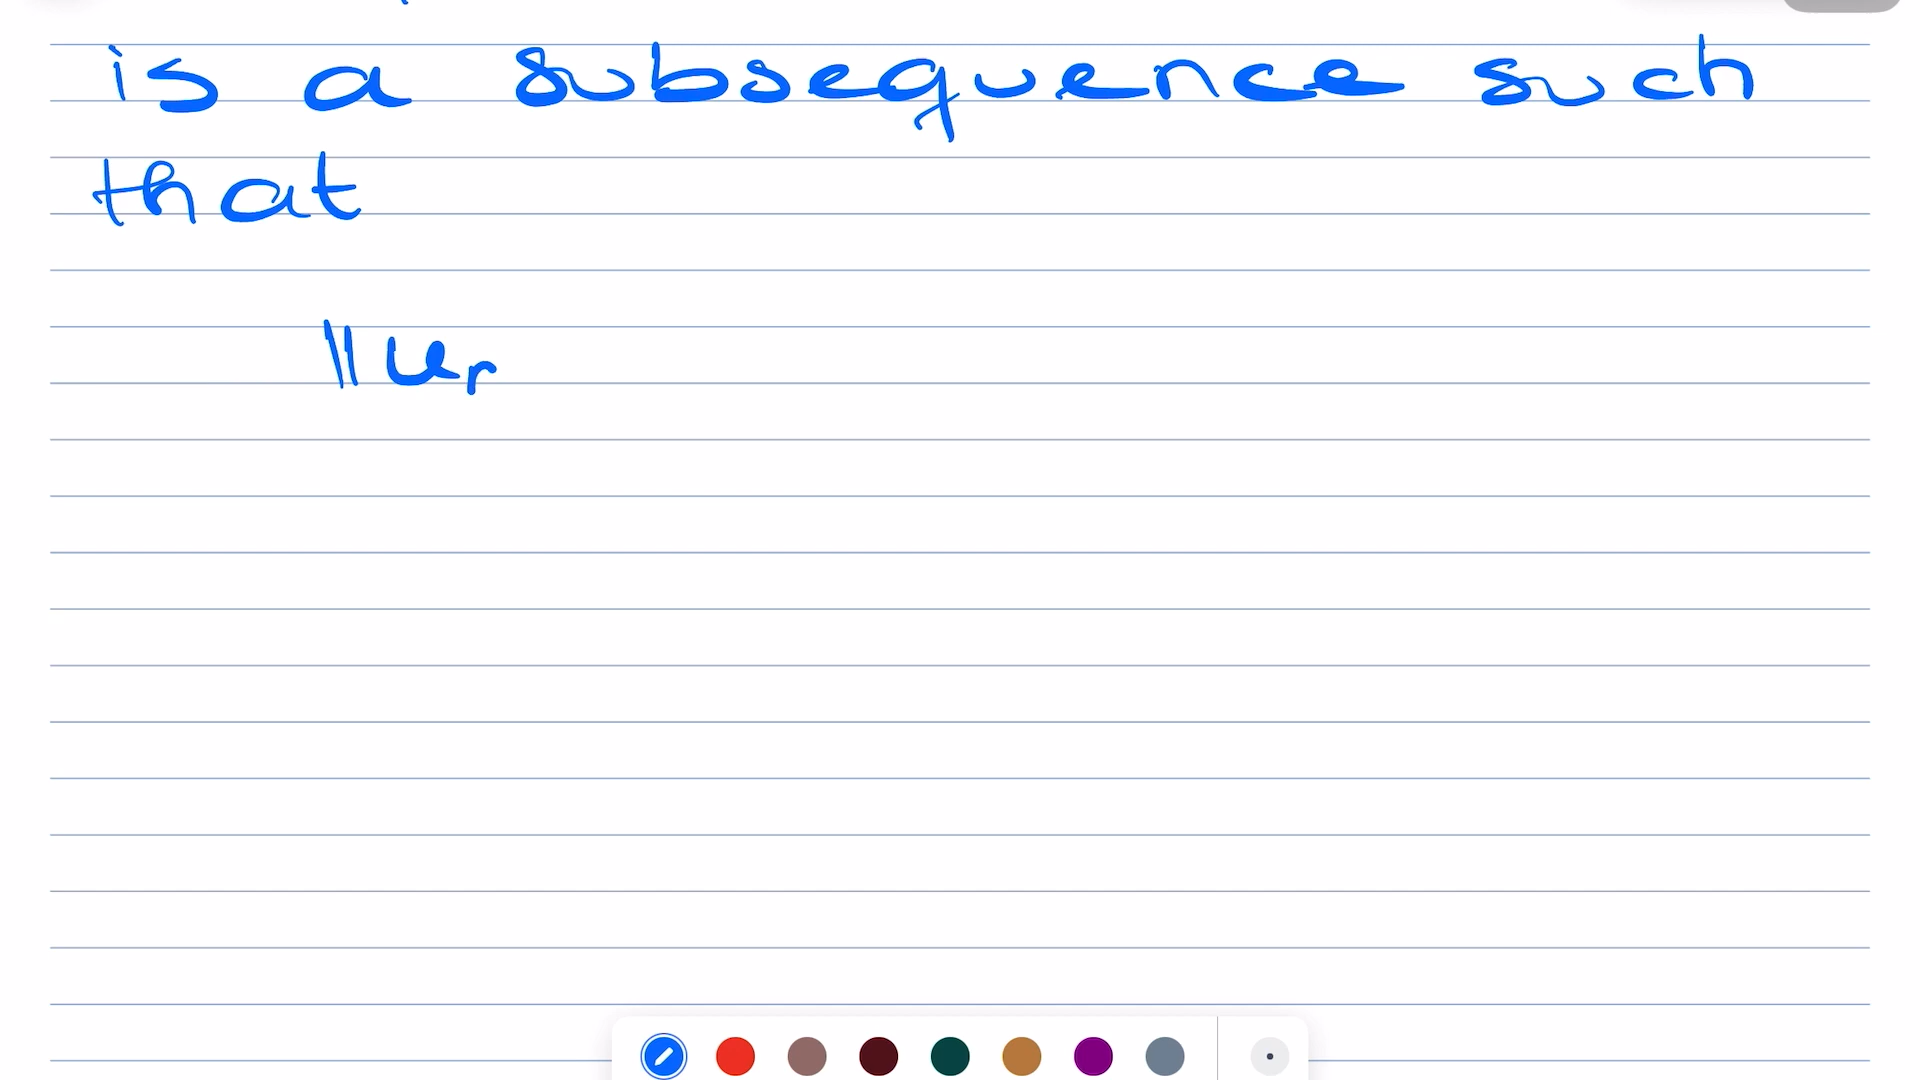 is a subsequence such
that
||u_r